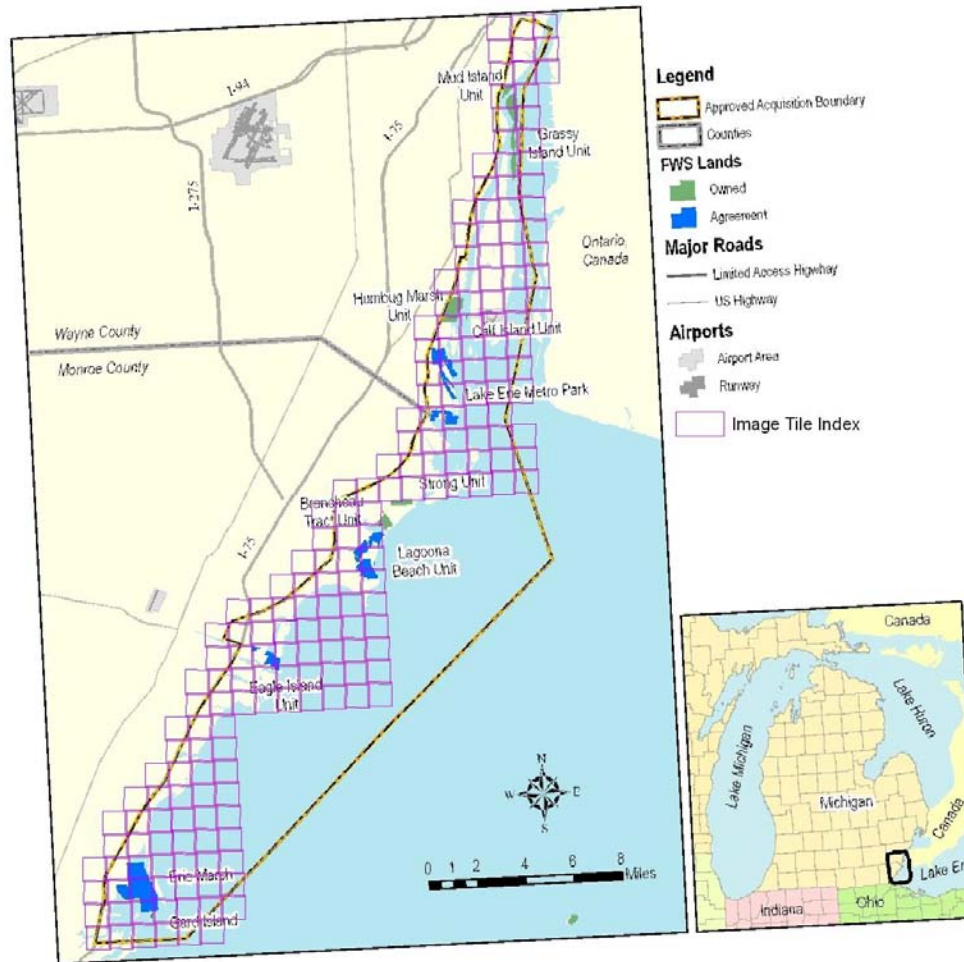 I-94
I-75
I-275
Mud Island
Unit
Grassy
Island Unit
Ontario,
Canada
Humbug Marsh
Unit
Calf Island Unit
Wayne County
Monroe County
Lake Erie Metro Park
Strong Unit
Brancheau
Tract Unit
Lagoona
Beach Unit
I-75
Eagle Island
Unit
Erie Marsh
Gard Island
N
W E
S
0 1 2 4 6 8
Miles
Legend
Approved Acquisition Boundary
Counties
FWS Lands
Owned
Agreement
Major Roads
Limited Access Higwhay
US Highway
Airports
Airport Area
Runway
Image Tile Index
Canada
Lake Huron
Lake Michigan
Michigan
Canada
Lake Er
Indiana
Ohio